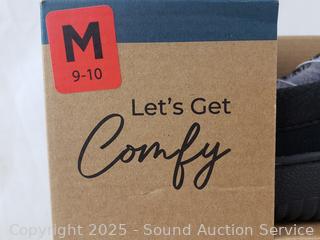 M
9-10
Let's Get
Comfy
Copyright © 2025 - Sound Auction Service